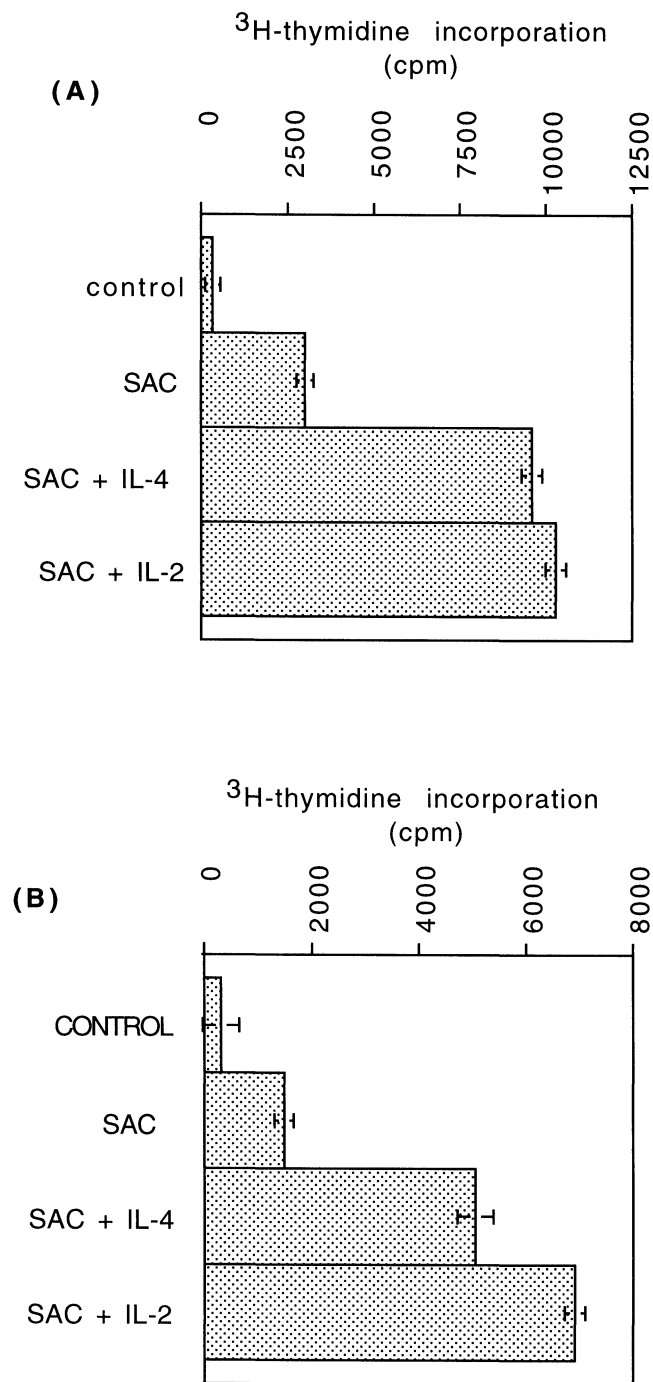 ³H-thymidine incorporation
(cpm)
(A)
0 2500 5000 7500 10000 12500
control
SAC
SAC + IL-4
SAC + IL-2
³H-thymidine incorporation
(cpm)
(B)
0 2000 4000 6000 8000
CONTROL
SAC
SAC + IL-4
SAC + IL-2